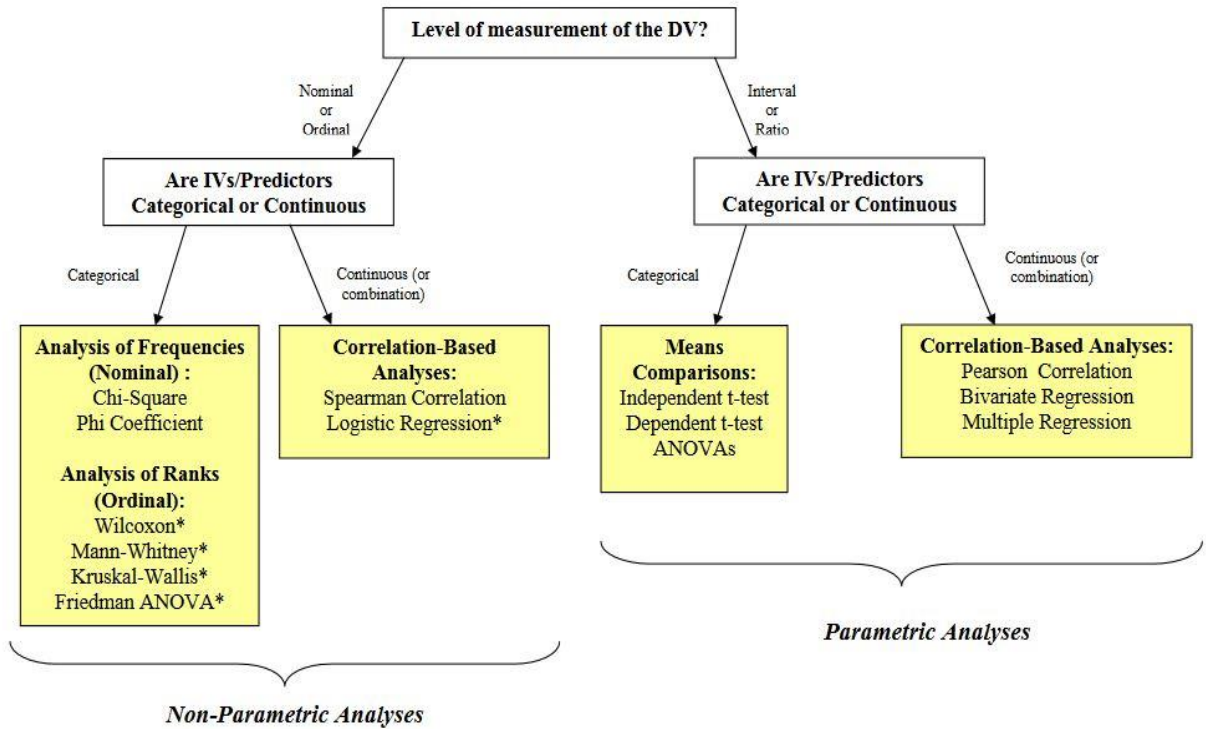 Level of measurement of the DV?
Nominal
or
Ordinal
Interval
or
Ratio
Are IVs/Predictors
Categorical or Continuous
Are IVs/Predictors
Categorical or Continuous
Categorical
Continuous (or
combination)
Categorical
Continuous (or
combination)
Analysis of Frequencies
(Nominal) :
Chi-Square
Phi Coefficient
Analysis of Ranks
(Ordinal):
Wilcoxon*
Mann-Whitney*
Kruskal-Wallis*
Friedman ANOVA*
Correlation-Based
Analyses:
Spearman Correlation
Logistic Regression*
Means
Comparisons:
Independent t-test
Dependent t-test
ANOVAs
Correlation-Based Analyses:
Pearson Correlation
Bivariate Regression
Multiple Regression
Parametric Analyses
Non-Parametric Analyses